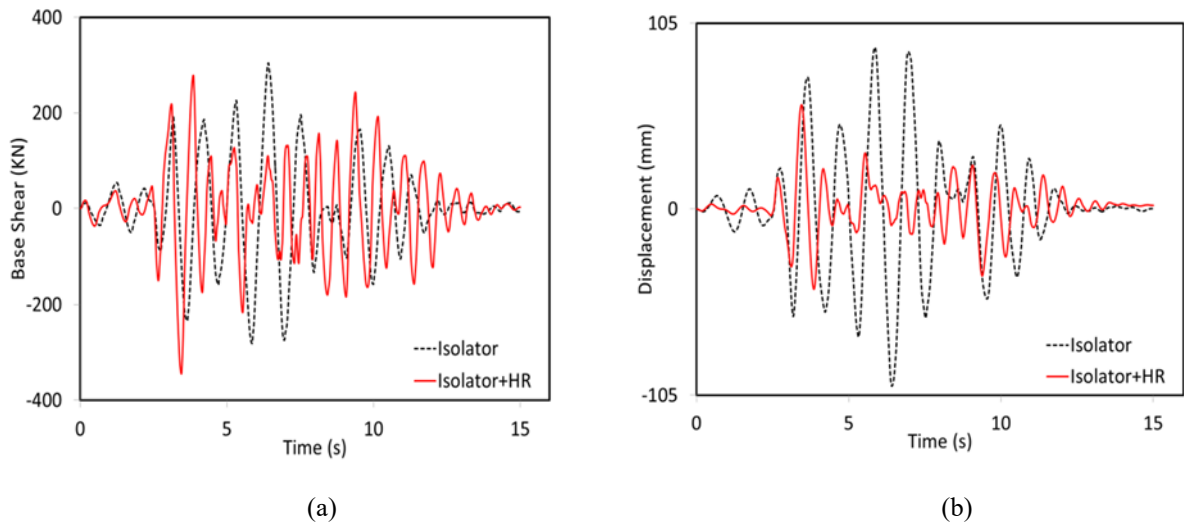 400
200
0
-200
-400
Base Shear (KN)
Isolator
Isolator+HR
0
5
10
15
Time (s)
(a)
105
0
-105
Displacement (mm)
Isolator
Isolator+HR
0
5
10
15
Time (s)
(b)